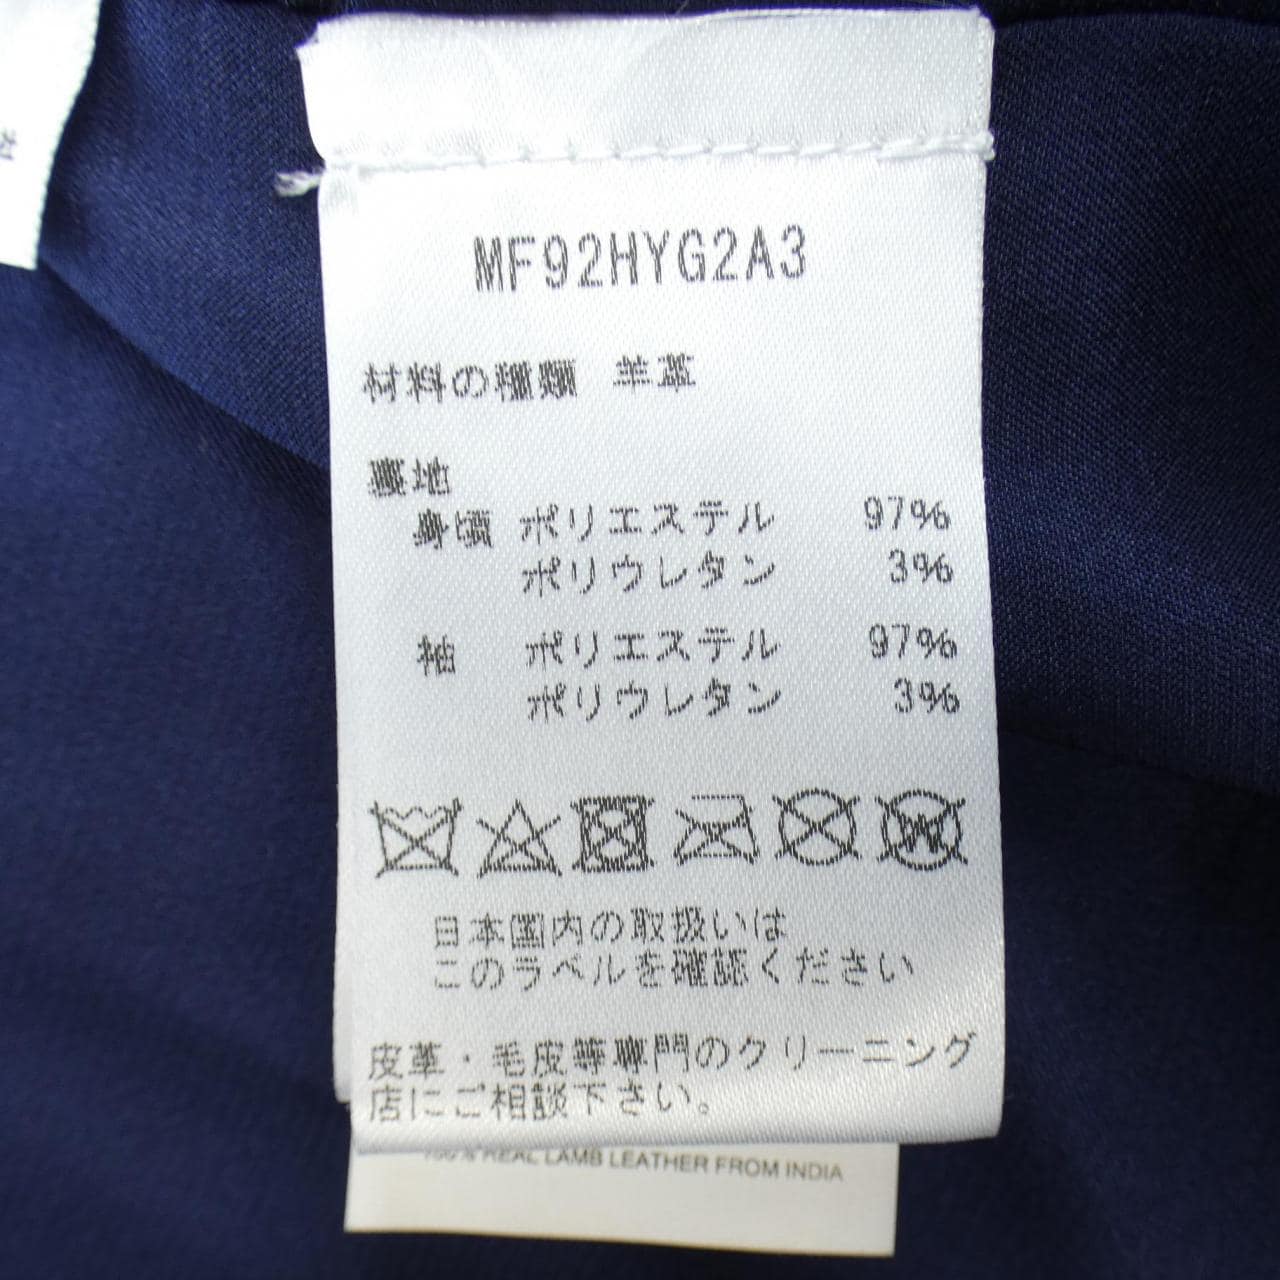 MF92HYG2A3
材料の種類 羊革
裏地
身頃 ポリエステル 97%
ポリウレタン 3%
袖 ポリエステル 97%
ポリウレタン 3%
日本国内の取扱いは
このラベルを確認ください
皮革・毛皮等専門のクリーニング
店にご相談下さい。
100% REAL LAMB LEATHER FROM INDIA